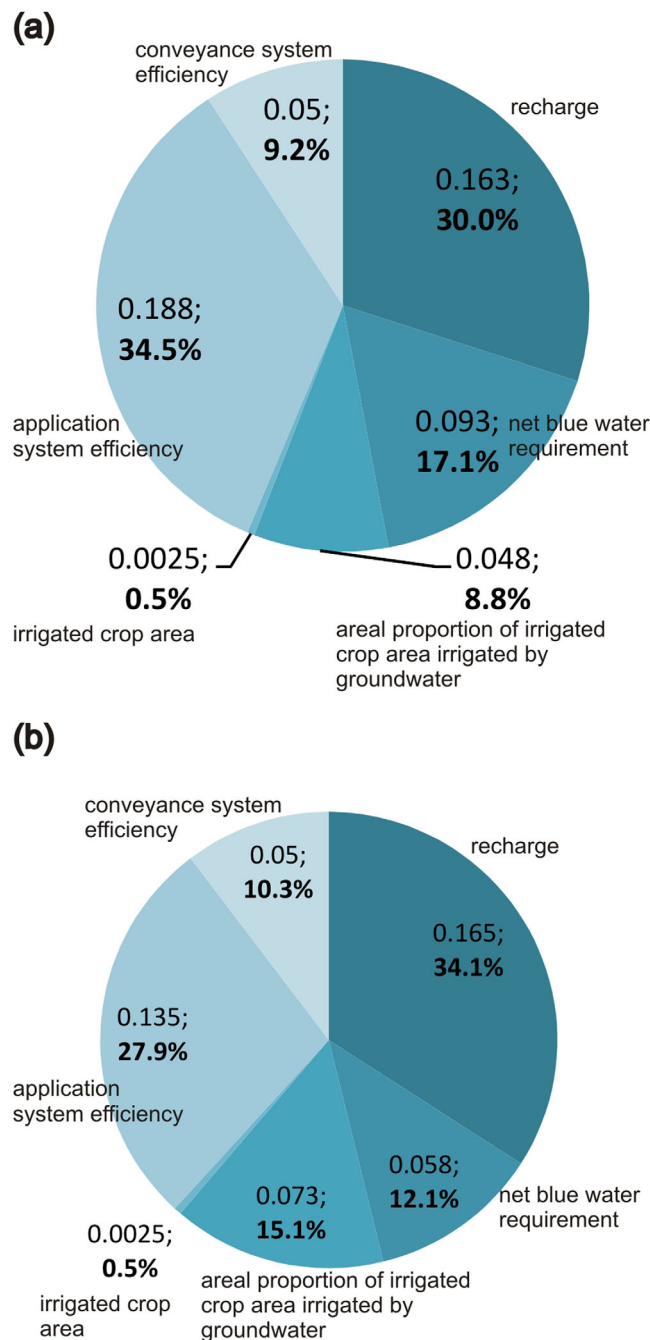 (a)
conveyance system
efficiency
0.05;
9.2%
recharge
0.163;
30.0%
0.188;
34.5%
application
system efficiency
0.093;
17.1%
net blue water
requirement
0.0025;
0.5%
irrigated crop area
0.048;
8.8%
areal proportion of irrigated
crop area irrigated by
groundwater
(b)
conveyance system
efficiency
0.05;
10.3%
recharge
0.165;
34.1%
0.135;
27.9%
application
system efficiency
0.058;
12.1%
net blue water
requirement
0.073;
15.1%
areal proportion of irrigated
crop area irrigated by
groundwater
0.0025;
0.5%
irrigated crop
area